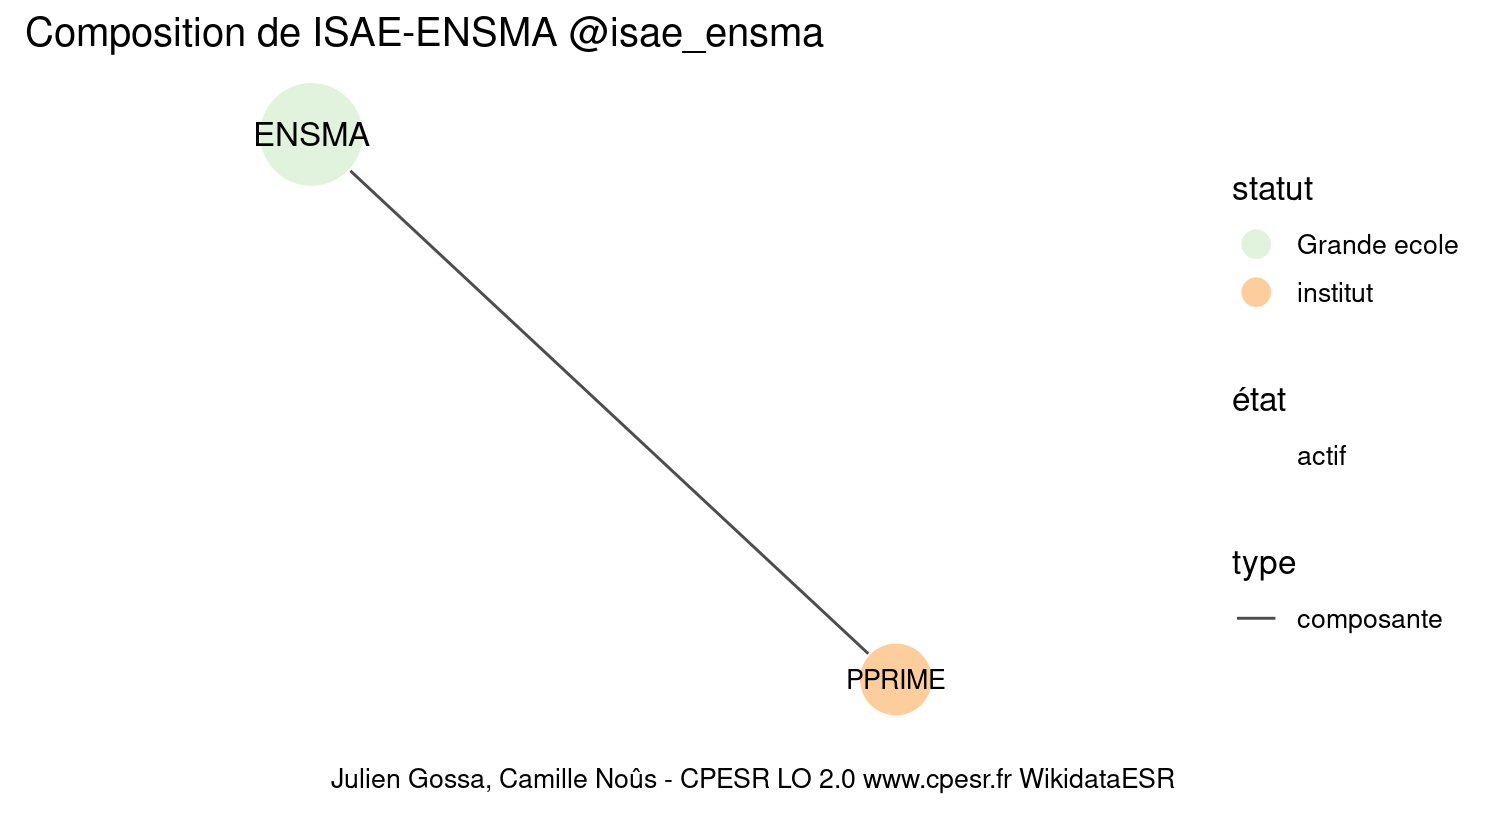 Composition de ISAE-ENSMA @isae_ensma
ENSMA
statut
Grande ecole
institut
état
actif
type
composante
PPRIME
Julien Gossa, Camille Noûs - CPESR LO 2.0 www.cpesr.fr WikidataESR